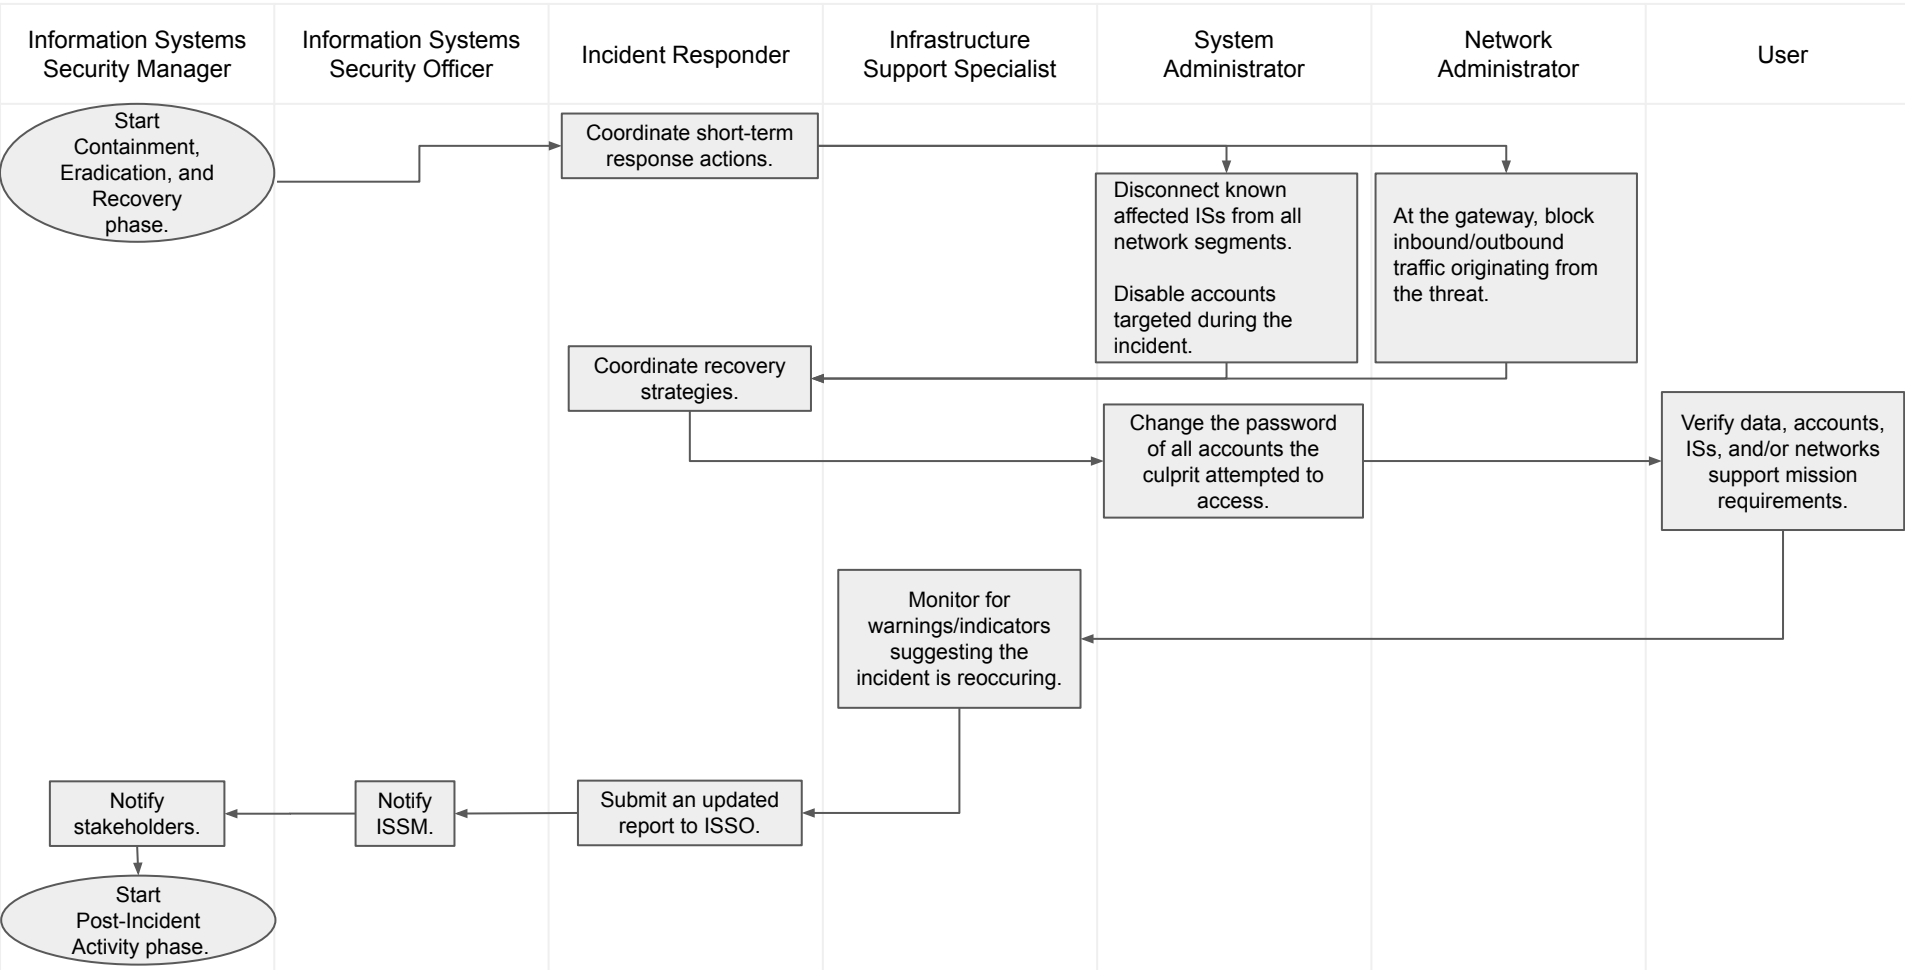 Information Systems
Security Manager
Information Systems
Security Officer
Incident Responder
Infrastructure
Support Specialist
System
Administrator
Network
Administrator
User
Start
Containment,
Eradication, and
Recovery
phase.
Coordinate short-term
response actions.
Disconnect known
affected ISs from all
network segments.
Disable accounts
targeted during the
incident.
At the gateway, block
inbound/outbound
traffic originating from
the threat.
Coordinate recovery
strategies.
Change the password
of all accounts the
culprit attempted to
access.
Verify data, accounts,
ISs, and/or networks
support mission
requirements.
Monitor for
warnings/indicators
suggesting the
incident is reoccuring.
Submit an updated
report to ISSO.
Notify
ISSM.
Notify
stakeholders.
Start
Post-Incident
Activity phase.